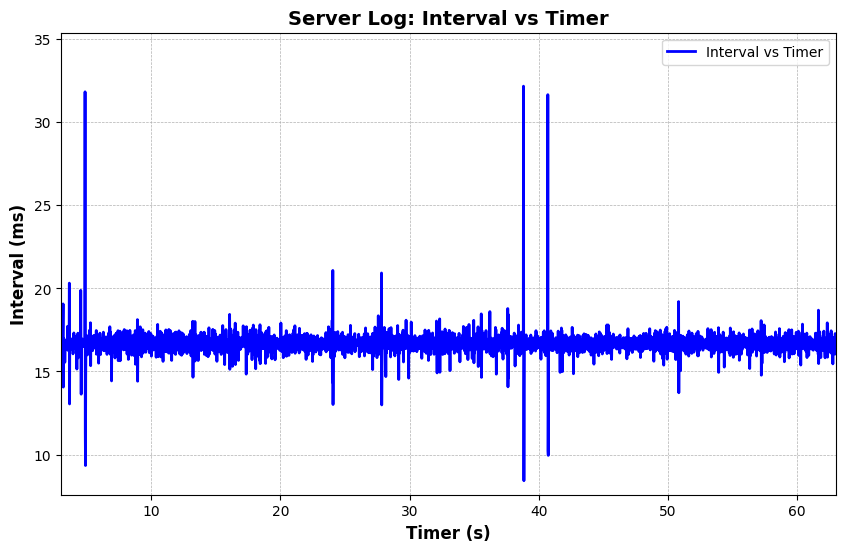 Server Log: Interval vs Timer
Interval vs Timer
35
30
25
20
15
10
Interval (ms)
10 20 30 40 50 60
Timer (s)